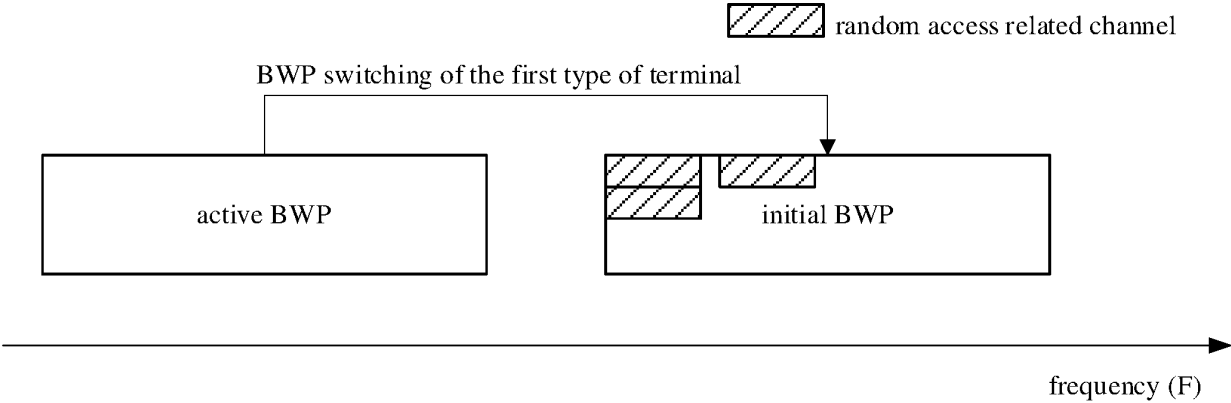 random access related channel
BWP switching of the first type of terminal
active BWP
initial BWP
frequency (F)